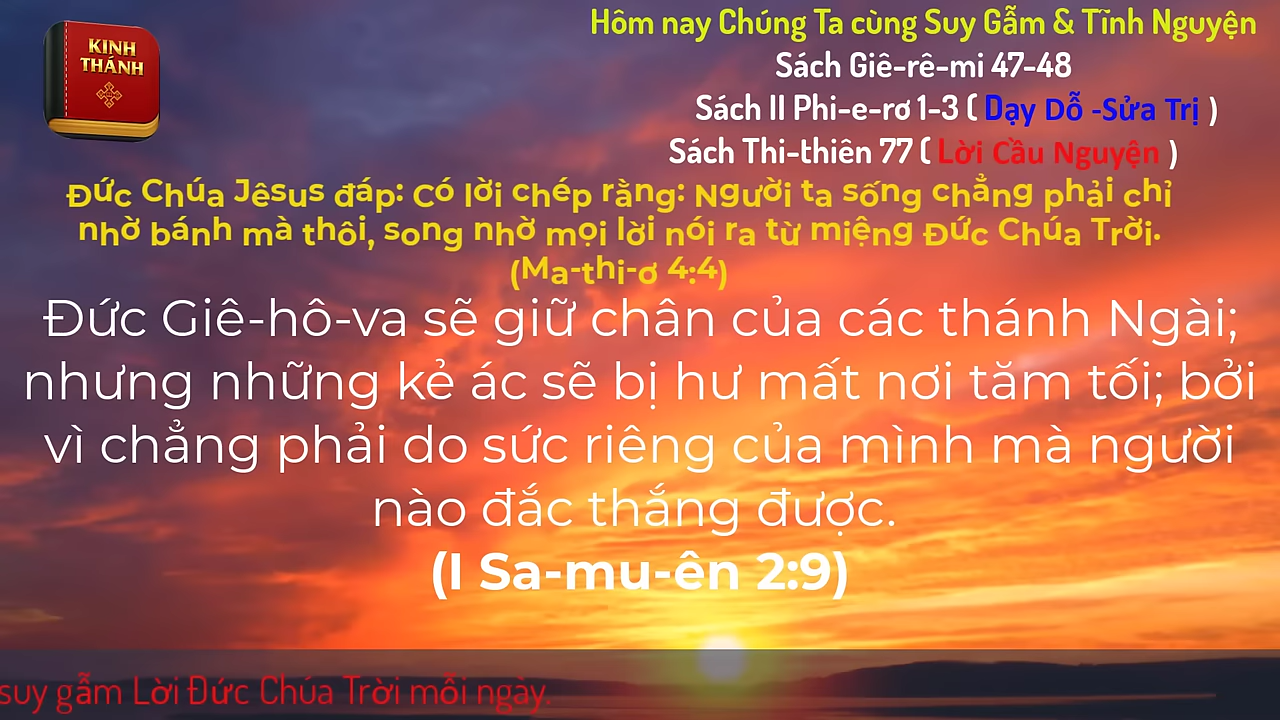 KINH
THÁNH
Hôm nay Chúng Ta cùng Suy Gẫm & Tĩnh Nguyện
Sách Giê-rê-mi 47-48
Sách II Phi-e-rơ 1-3 ( Dạy Dỗ -Sửa Trị )
Sách Thi-thiên 77 ( Lời Cầu Nguyện )
Đức Chúa Jêsus đáp: Có lời chép rằng: Người ta sống chẳng phải chỉ
nhờ bánh mà thôi, song nhờ mọi lời nói ra từ miệng Đức Chúa Trời.
(Ma-thi-ơ 4:4)
Đức Giê-hô-va sẽ giữ chân của các thánh Ngài;
nhưng những kẻ ác sẽ bị hư mất nơi tăm tối; bởi
vì chẳng phải do sức riêng của mình mà người
nào đắc thắng được.
(I Sa-mu-ên 2:9)
suy gẫm Lời Đức Chúa Trời mỗi ngày.